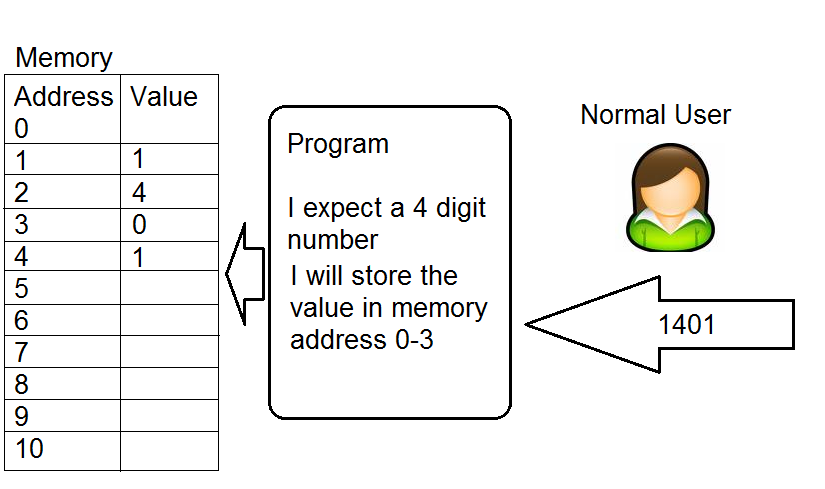 Memory
Address Value
0
1 1
2 4
3 0
4 1
5
6
7
8
9
10
Program
I expect a 4 digit
number
I will store the
value in memory
address 0-3
Normal User
1401